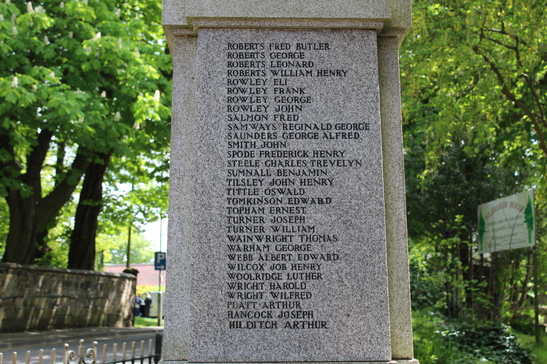 ROBERTS FRED BUTLER
ROBERTS GEORGE
ROBERTS LEONARD
ROBERTS WILLIAM HENRY
ROWLEY ELI
ROWLEY FRANK
ROWLEY GEORGE
ROWLEY JOHN
SALMON FRED
SAMWAYS REGINALD GEORGE
SAUNDERS GEORGE ALFRED
SMITH JOHN
SPODE FREDERICK HENRY
STEELE CHARLES TREVELYN
SUMNALL BENJAMIN
TILSLEY JOHN HENRY
TITTLE OSWALD
TOMKINSON EDWARD
TOPHAM ERNEST
TURNER JOSEPH
TURNER WILLIAM
WAINWRIGHT THOMAS
WARHAM GEORGE
WEBB ALBERT EDWARD
WILCOX JOB HENRY
WOOLRIDGE LUTHER
WRIGHT HAROLD
WRIGHT WILFRED
PLATT ARTHUR
HANCOCK JOSEPH
HILDITCH ARTHUR